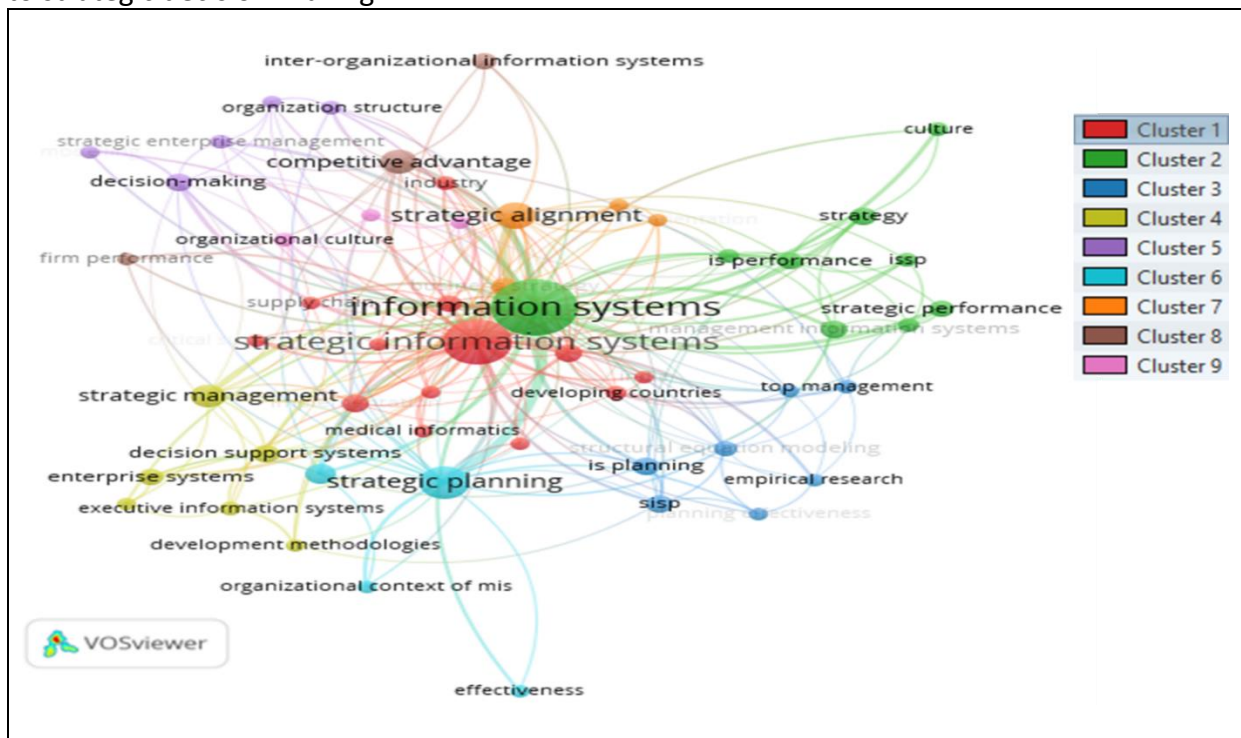 inter-organizational information systems
organization structure
culture
Cluster 1
Cluster 2
Cluster 3
Cluster 4
Cluster 5
Cluster 6
Cluster 7
Cluster 8
Cluster 9
strategic enterprise management
competitive advantage
decision-making
industry
strategic alignment
strategy
organizational culture
firm performance
is performance
issp
supply chain
information systems
strategic performance
management information systems
strategic information systems
strategic management
developing countries
top management
medical informatics
decision support systems
structural equation modeling
is planning
enterprise systems
strategic planning
empirical research
executive information systems
sisp
planning effectiveness
development methodologies
organizational context of mis
VOSviewer
effectiveness